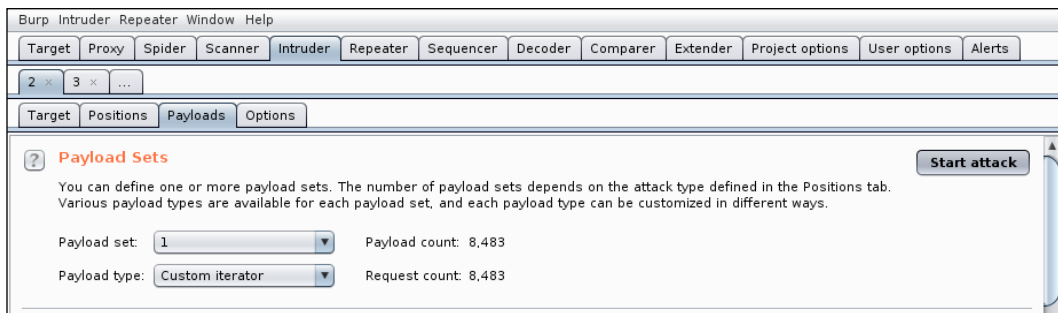 Burp Intruder Repeater Window Help
Target Proxy Spider Scanner Intruder Repeater Sequencer Decoder Comparer Extender Project options User options Alerts
2 × 3 × ...
Target Positions Payloads Options
? Payload Sets Start attack
You can define one or more payload sets. The number of payload sets depends on the attack type defined in the Positions tab.
Various payload types are available for each payload set, and each payload type can be customized in different ways.
Payload set: 1 Payload count: 8,483
Payload type: Custom iterator Request count: 8,483